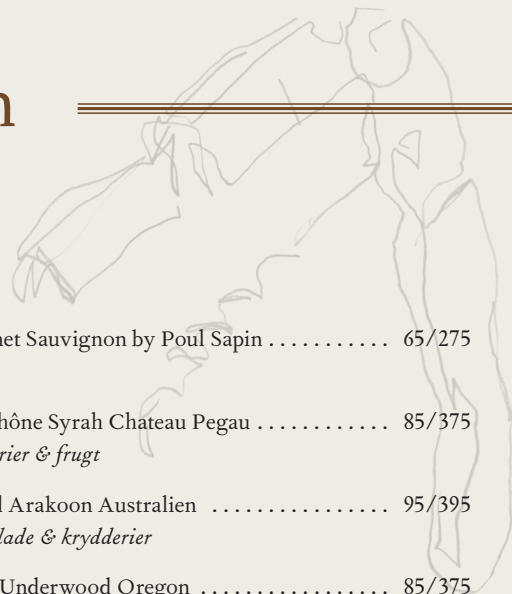 n
net Sauvignon by Poul Sapin . . . . . . . . . . . 65/275
hône Syrah Chateau Pegau . . . . . . . . . . . . 85/375
rier & frugt
l Arakoon Australien . . . . . . . . . . . . . . . . 95/395
lade & krydderier
Underwood Oregon . . . . . . . . . . . . . . . . . 85/375